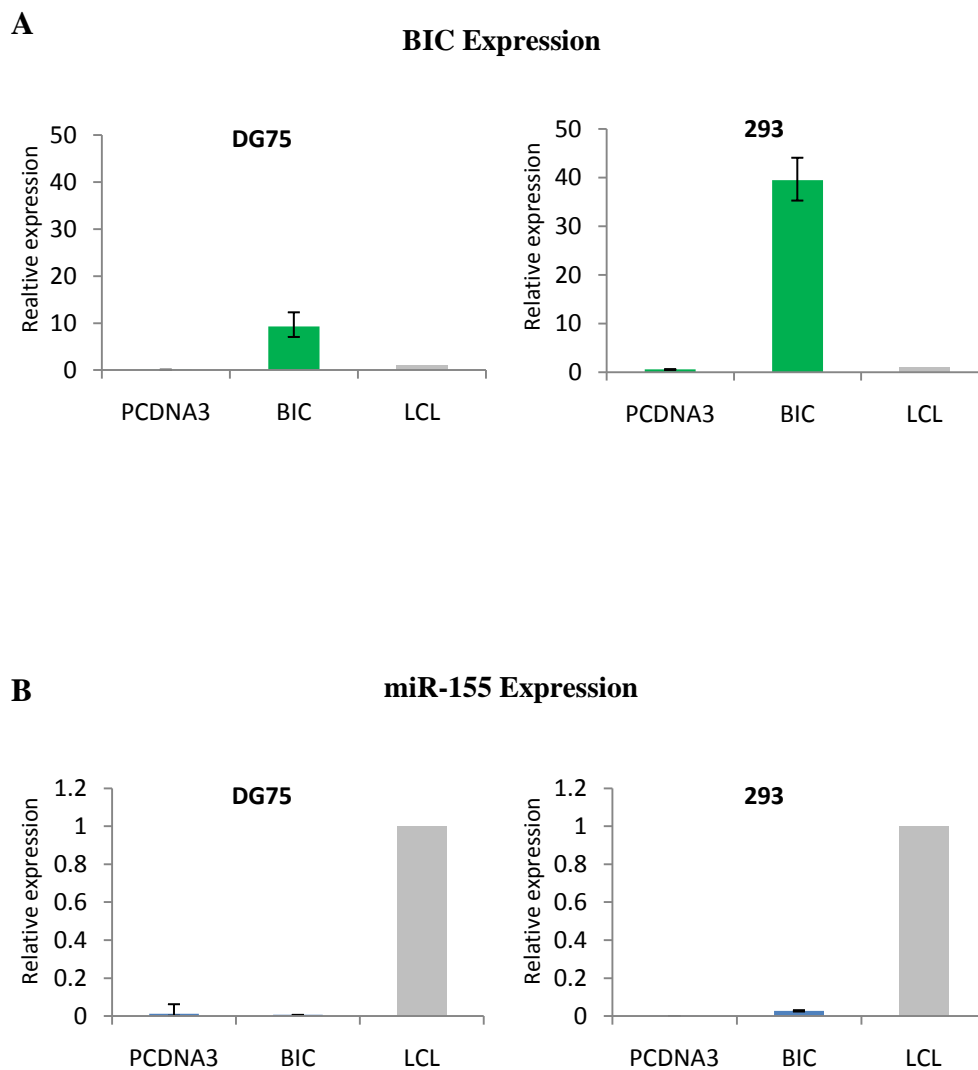 A
BIC Expression
DG75
Realtive expression
50
40
30
20
10
0
PCDNA3 BIC LCL
293
Relative expression
50
40
30
20
10
0
PCDNA3 BIC LCL
B
miR-155 Expression
DG75
Relative expression
1.2
1
0.8
0.6
0.4
0.2
0
PCDNA3 BIC LCL
293
Relative expression
1.2
1
0.8
0.6
0.4
0.2
0
PCDNA3 BIC LCL